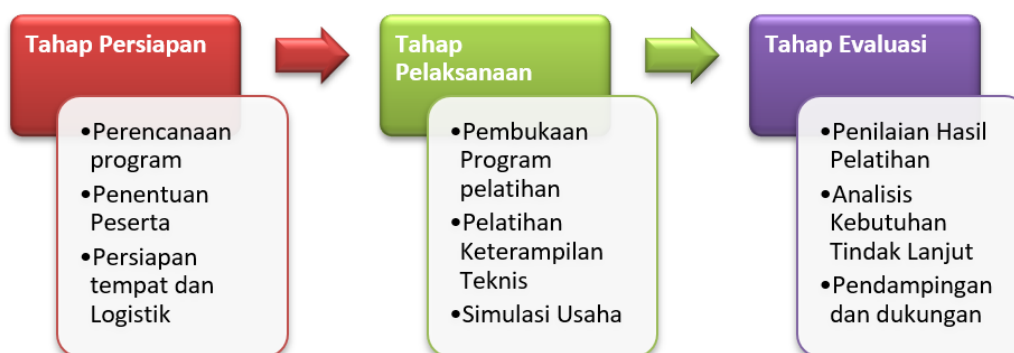 Tahap Persiapan
•Perencanaan
program
•Penentuan
Peserta
•Persiapan
tempat dan
Logistik
Tahap
Pelaksanaan
•Pembukaan
Program
pelatihan
•Pelatihan
Keterampilan
Teknis
•Simulasi Usaha
Tahap Evaluasi
•Penilaian Hasil
Pelatihan
•Analisis
Kebutuhan
Tindak Lanjut
•Pendampingan
dan dukungan